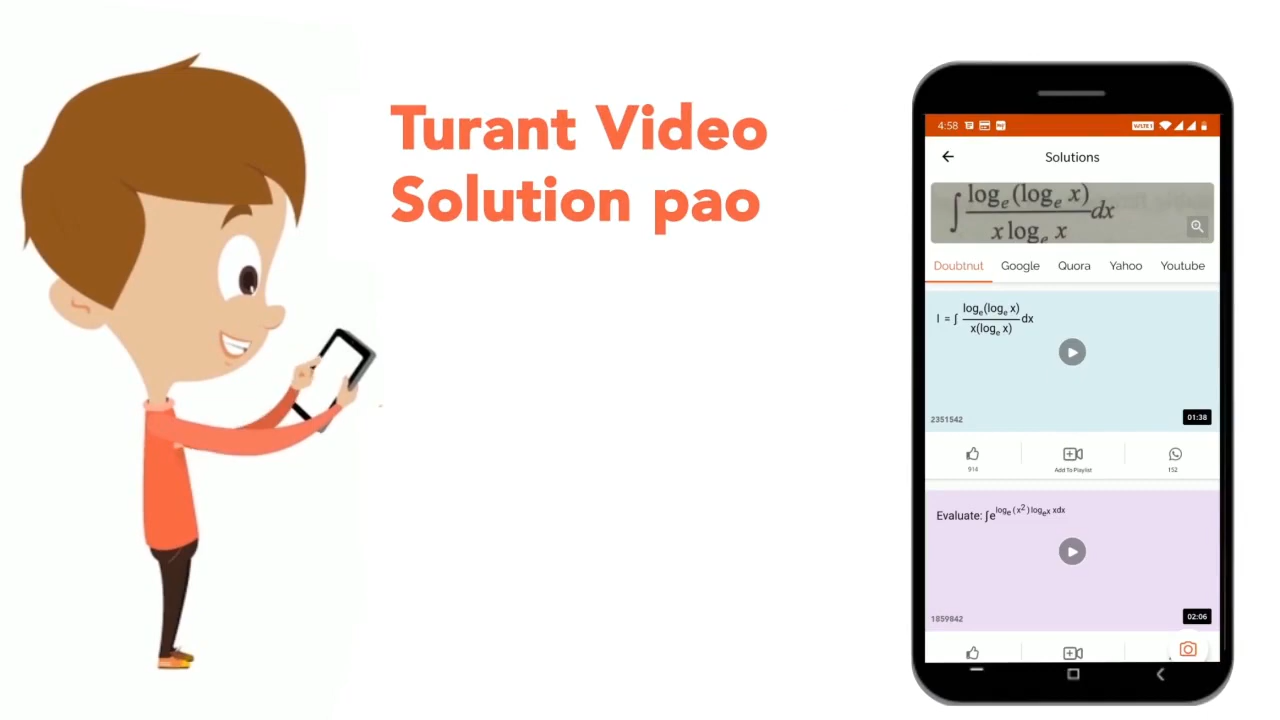 Turant Video
Solution pao
4:58
VoLTE1
Solutions
∫ logₑ(logₑ x) / x logₑ x dx
Doubtnut Google Quora Yahoo Youtube
I = ∫ logₑ(logₑ x) / x(logₑ x) dx
2351542 01:38
914 Add To Playlist 152
Evaluate: ∫e^logₑ(x²)logₑx xdx
1859842 02:06